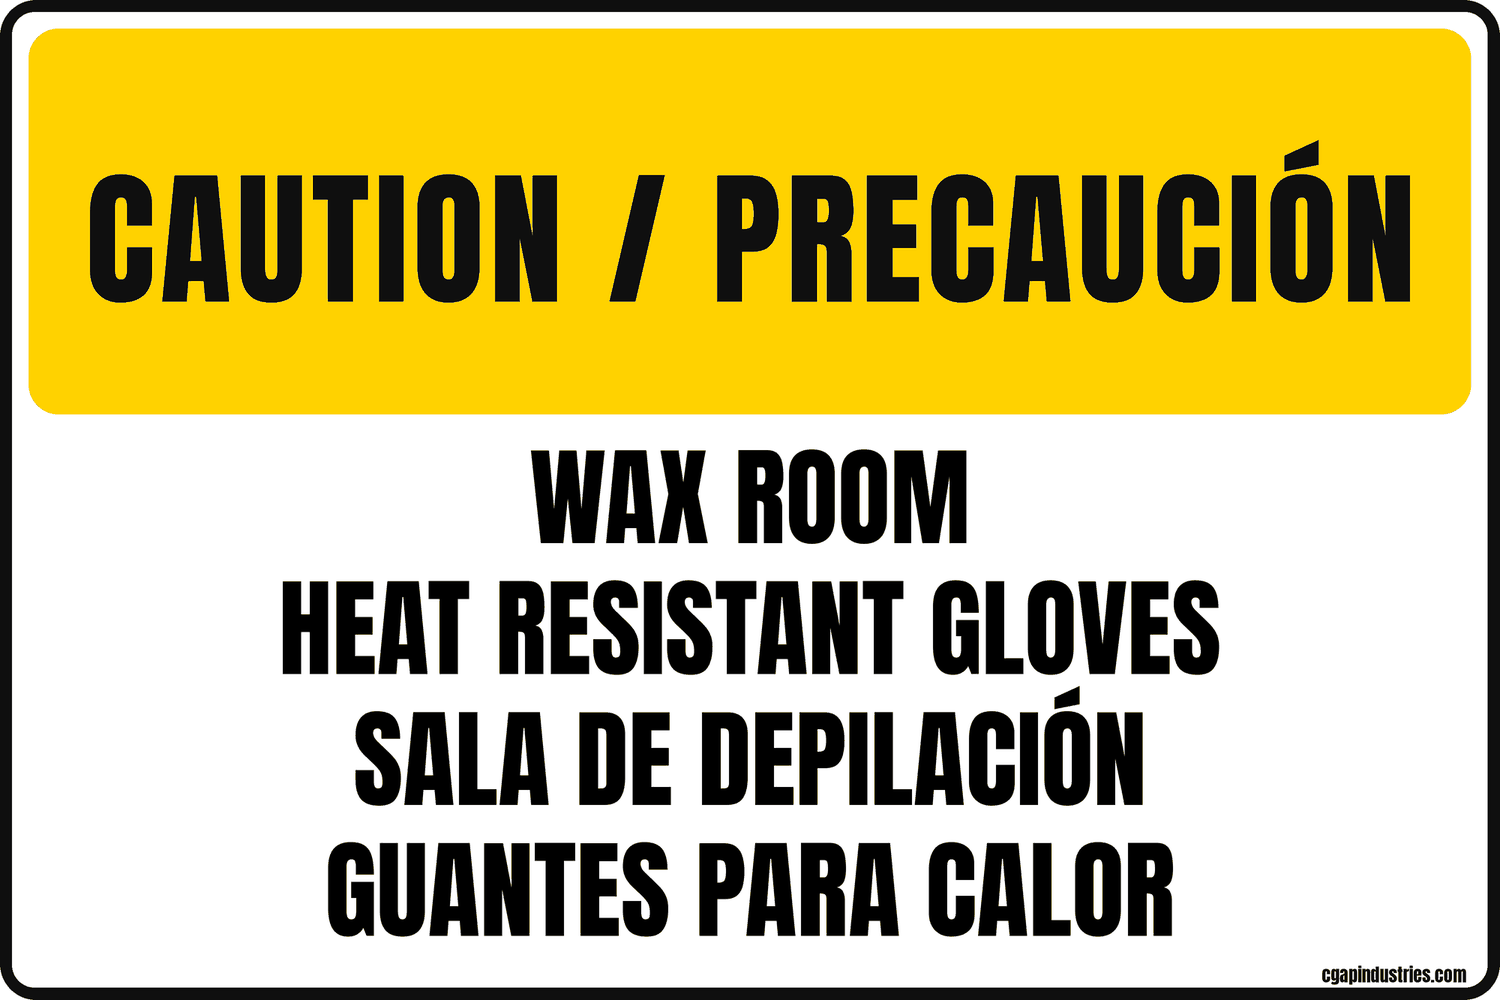 CAUTION / PRECAUCIÓN
WAX ROOM
HEAT RESISTANT GLOVES
SALA DE DEPILACIÓN
GUANTES PARA CALOR
cgapindustries.com